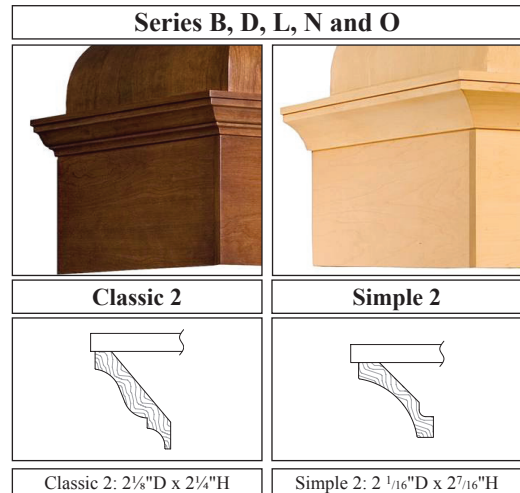 Series B, D, L, N and O
Classic 2
Simple 2
Classic 2: 2⅛"D x 2¼"H
Simple 2: 2 1/16"D x 27/16"H